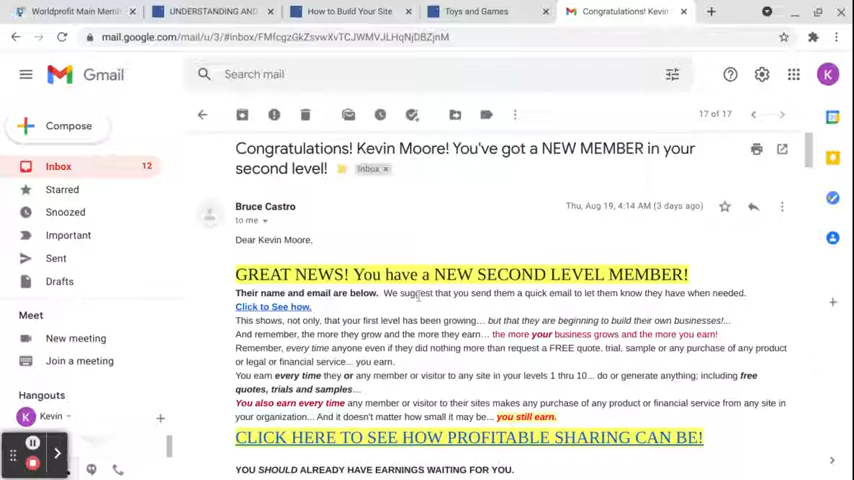 Worldprofit Main Memb
UNDERSTANDING AND
How to Build Your Site
Toys and Games
Congratulations! Kevin
mail.google.com/mail/u/3/#inbox/FMfcgzGkZsvwXvTCJWMVJLHqNjDBZjnM
Gmail
Search mail
K
Compose
17 of 17
Inbox 12
Starred
Snoozed
Important
Sent
Drafts
Meet
New meeting
Join a meeting
Hangouts
Kevin
Congratulations! Kevin Moore! You've got a NEW MEMBER in your
second level! Inbox x
Bruce Castro
Thu, Aug 19, 4:14 AM (3 days ago)
to me
Dear Kevin Moore,
GREAT NEWS! You have a NEW SECOND LEVEL MEMBER!
Their name and email are below. We suggest that you send them a quick email to let them know they have when needed.
Click to See how.
This shows, not only, that your first level has been growing... but that they are beginning to build their own businesses!...
And remember, the more they grow and the more they earn... the more your business grows and the more you earn!
Remember, every time anyone even if they did nothing more than request a FREE quote, trial, sample or any purchase of any product
or legal or financial service... you earn.
You earn every time they or any member or visitor to any site in your levels 1 thru 10... do or generate anything; including free
quotes, trials and samples...
You also earn every time any member or visitor to their sites makes any purchase of any product or financial service from any site in
your organization... And it doesn't matter how small it may be... you still earn.
CLICK HERE TO SEE HOW PROFITABLE SHARING CAN BE!
YOU SHOULD ALREADY HAVE EARNINGS WAITING FOR YOU.